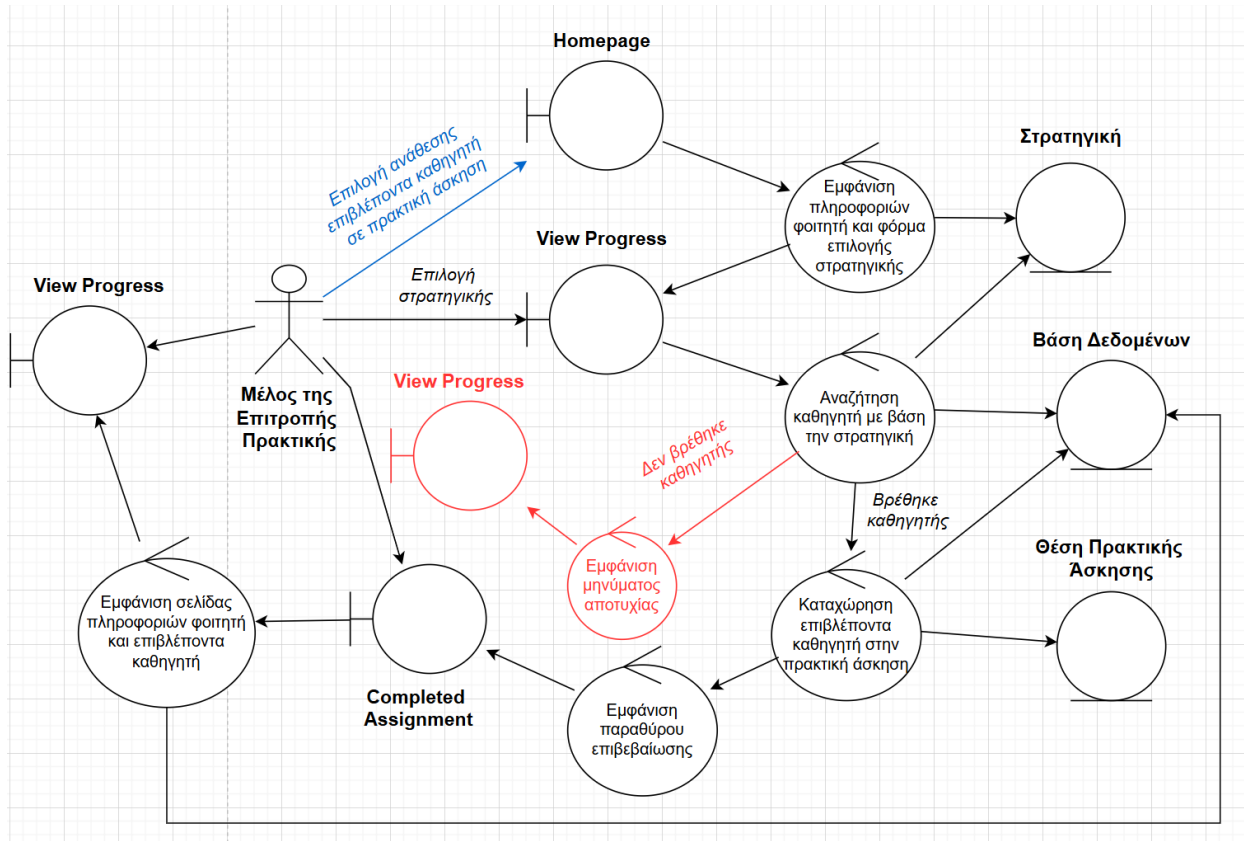 Homepage
Στρατηγική
Επιλογή ανάθεσης
επιβλέποντα καθηγητή
σε πρακτική άσκηση
Εμφάνιση
πληροφοριών
φοιτητή και φόρμα
επιλογής
στρατηγικής
View Progress
Επιλογή
στρατηγικής
View Progress
Βάση Δεδομένων
Μέλος της
Επιτροπής
Πρακτικής
View Progress
Αναζήτηση
καθηγητή με βάση
την στρατηγική
Δεν βρέθηκε
καθηγητής
Βρέθηκε
καθηγητής
Θέση Πρακτικής
Άσκησης
Εμφάνιση
μηνύματος
αποτυχίας
Εμφάνιση σελίδας
πληροφοριών φοιτητή
και επιβλέποντα
καθηγητή
Καταχώρηση
επιβλέποντα
καθηγητή στην
πρακτική άσκηση
Completed
Assignment
Εμφάνιση
παραθύρου
επιβεβαίωσης